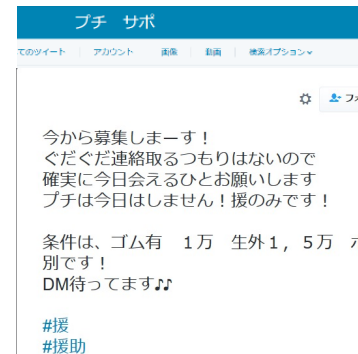 プチ サポ
てのツイート アカウント 画像 動画 検索オプション
今から募集しまーす！
ぐだぐだ連絡取るつもりはないので
確実に今日会えるひとお願いします
プチは今日はしません！援のみです！
条件は、ゴム有 1万 生外1，5万
別です！
DM待ってます♪♪
#援
#援助